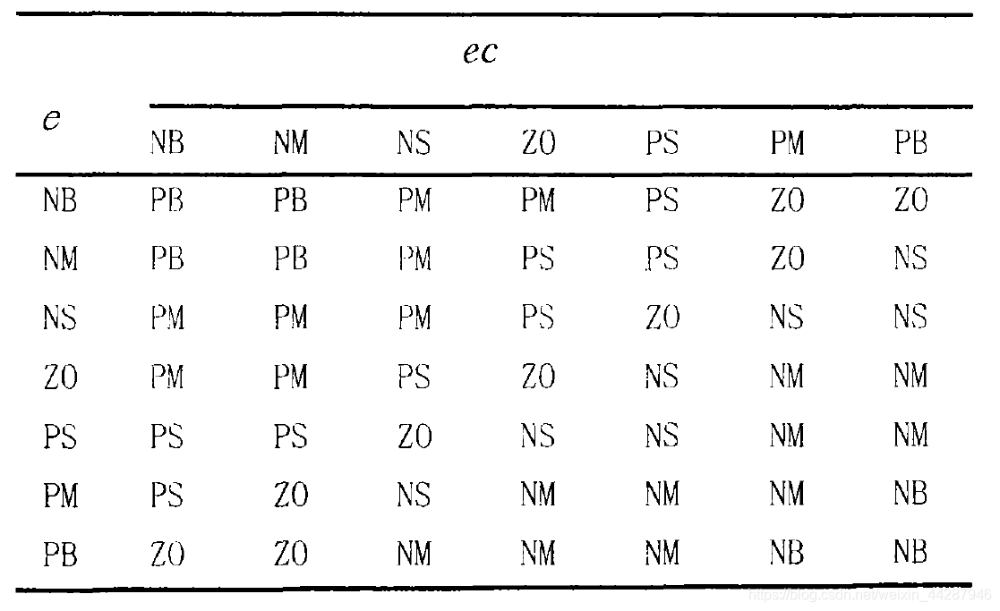 ec
e
NB NM NS ZO PS PM PB
NB PB PB PM PM PS ZO ZO
NM PB PB PM PS PS ZO NS
NS PM PM PM PS ZO NS NS
ZO PM PM PS ZO NS NM NM
PS PS PS ZO NS NS NM NM
PM PS ZO NS NM NM NM NB
PB ZO ZO NM NM NM NB NB
https://blog.csdn.net/weixin_44287946